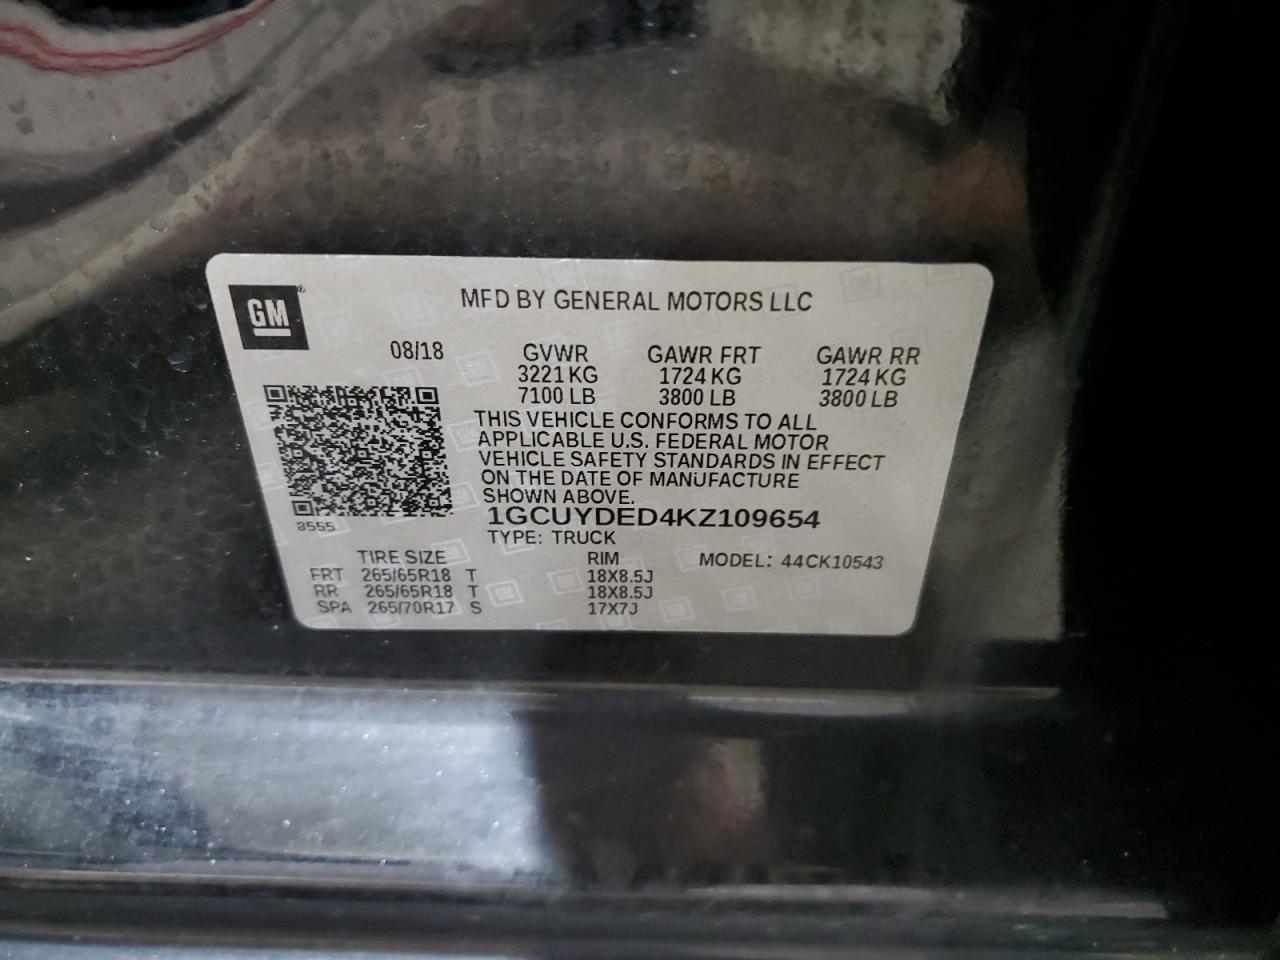 GM ®
MFD BY GENERAL MOTORS LLC
08/18 GVWR GAWR FRT GAWR RR
3221 KG 1724 KG 1724 KG
7100 LB 3800 LB 3800 LB
THIS VEHICLE CONFORMS TO ALL
APPLICABLE U.S. FEDERAL MOTOR
VEHICLE SAFETY STANDARDS IN EFFECT
ON THE DATE OF MANUFACTURE
SHOWN ABOVE.
8555
1GCUYDED4KZ109654
TYPE: TRUCK
TIRE SIZE RIM MODEL: 44CK10543
FRT 265/65R18 T 18X8.5J
RR 265/65R18 T 18X8.5J
SPA 265/70R17 S 17X7J